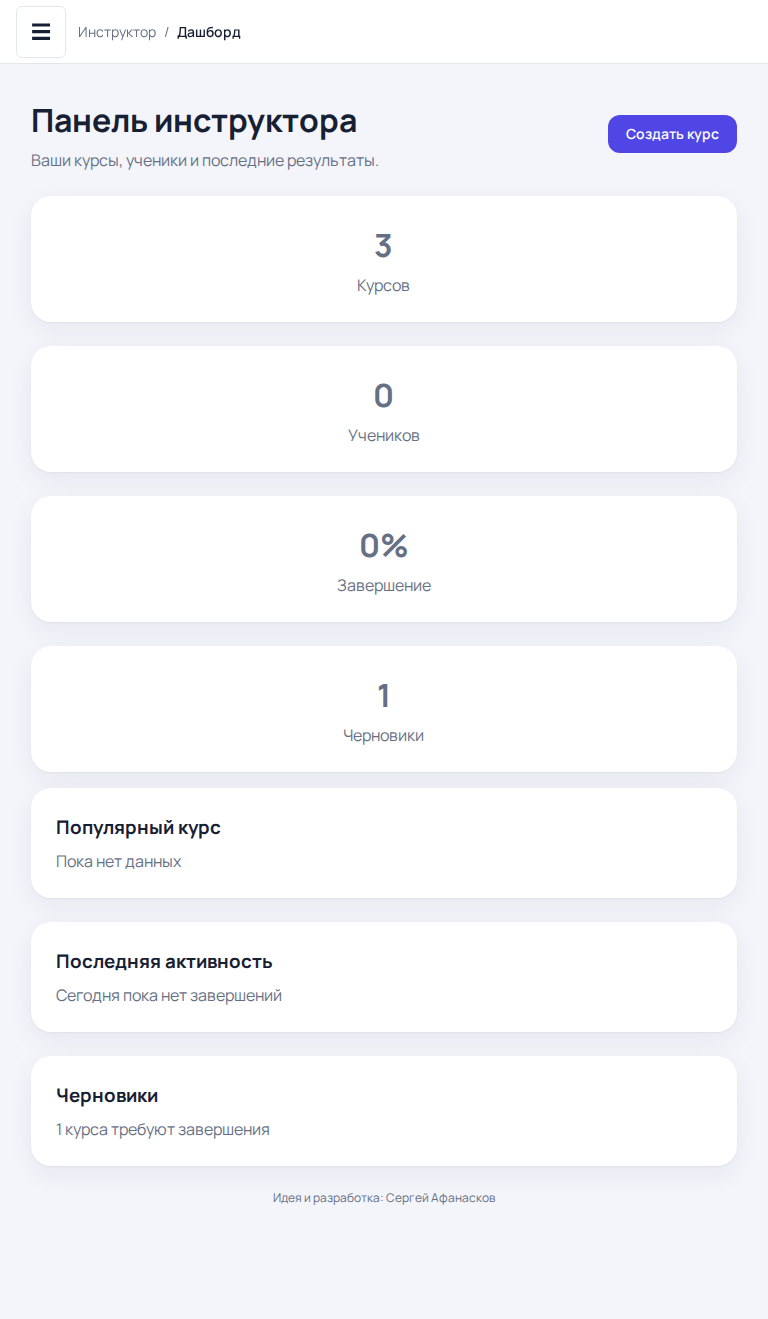 Инструктор / Дашборд
Панель инструктора
Создать курс
Ваши курсы, ученики и последние результаты.
3
Курсов
0
Учеников
0%
Завершение
1
Черновики
Популярный курс
Пока нет данных
Последняя активность
Сегодня пока нет завершений
Черновики
1 курса требуют завершения
Идея и разработка: Сергей Афанасков